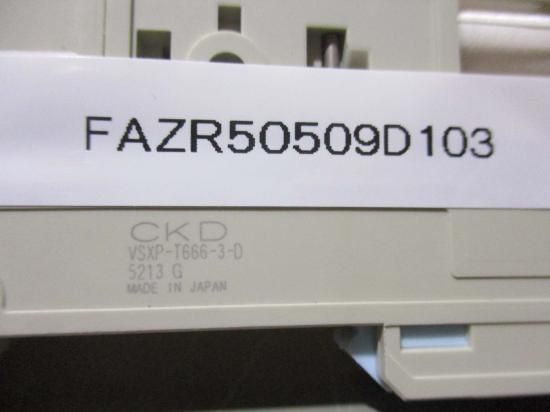 FAZR50509D103
CKD
VSXP-T666-3-D
5213 G
MADE IN JAPAN